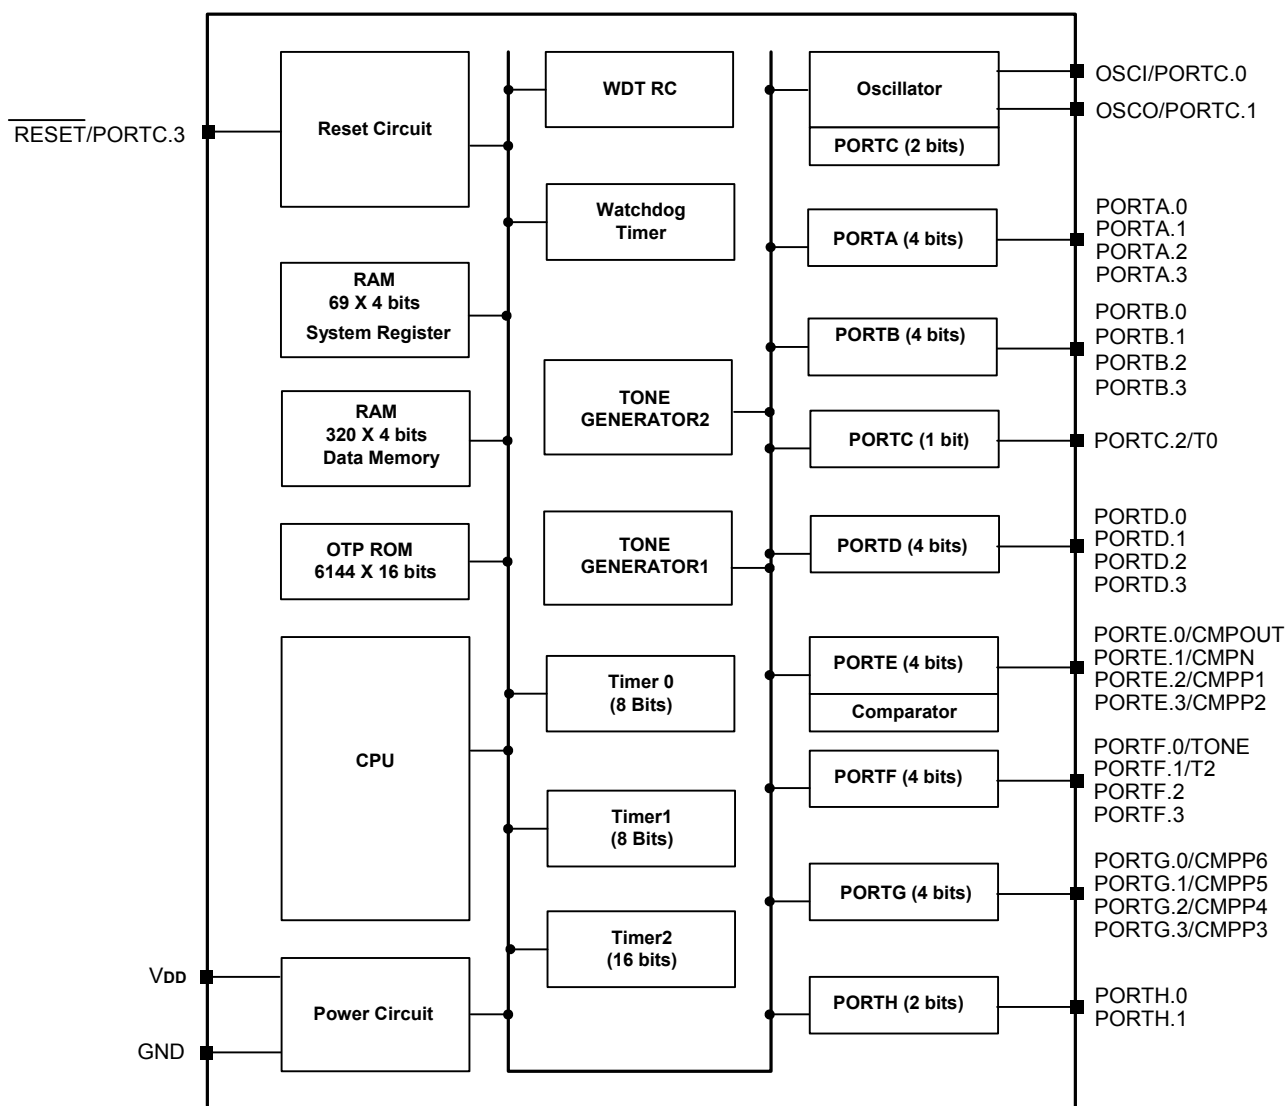 RESET/PORTC.3
VDD
GND
Reset Circuit
RAM
69 X 4 bits
System Register
RAM
320 X 4 bits
Data Memory
OTP ROM
6144 X 16 bits
CPU
Power Circuit
WDT RC
Watchdog
Timer
TONE
GENERATOR2
TONE
GENERATOR1
Timer 0
(8 Bits)
Timer1
(8 Bits)
Timer2
(16 bits)
Oscillator
PORTC (2 bits)
PORTA (4 bits)
PORTB (4 bits)
PORTC (1 bit)
PORTD (4 bits)
PORTE (4 bits)
Comparator
PORTF (4 bits)
PORTG (4 bits)
PORTH (2 bits)
OSCI/PORTC.0
OSCO/PORTC.1
PORTA.0
PORTA.1
PORTA.2
PORTA.3
PORTB.0
PORTB.1
PORTB.2
PORTB.3
PORTC.2/T0
PORTD.0
PORTD.1
PORTD.2
PORTD.3
PORTE.0/CMPOUT
PORTE.1/CMPN
PORTE.2/CMPP1
PORTE.3/CMPP2
PORTF.0/TONE
PORTF.1/T2
PORTF.2
PORTF.3
PORTG.0/CMPP6
PORTG.1/CMPP5
PORTG.2/CMPP4
PORTG.3/CMPP3
PORTH.0
PORTH.1